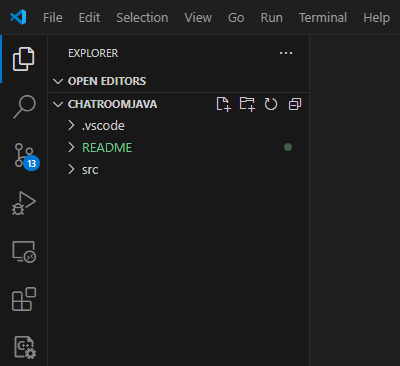 File Edit Selection View Go Run Terminal Help
EXPLORER
OPEN EDITORS
CHATROOMJAVA
.vscode
README
src
13